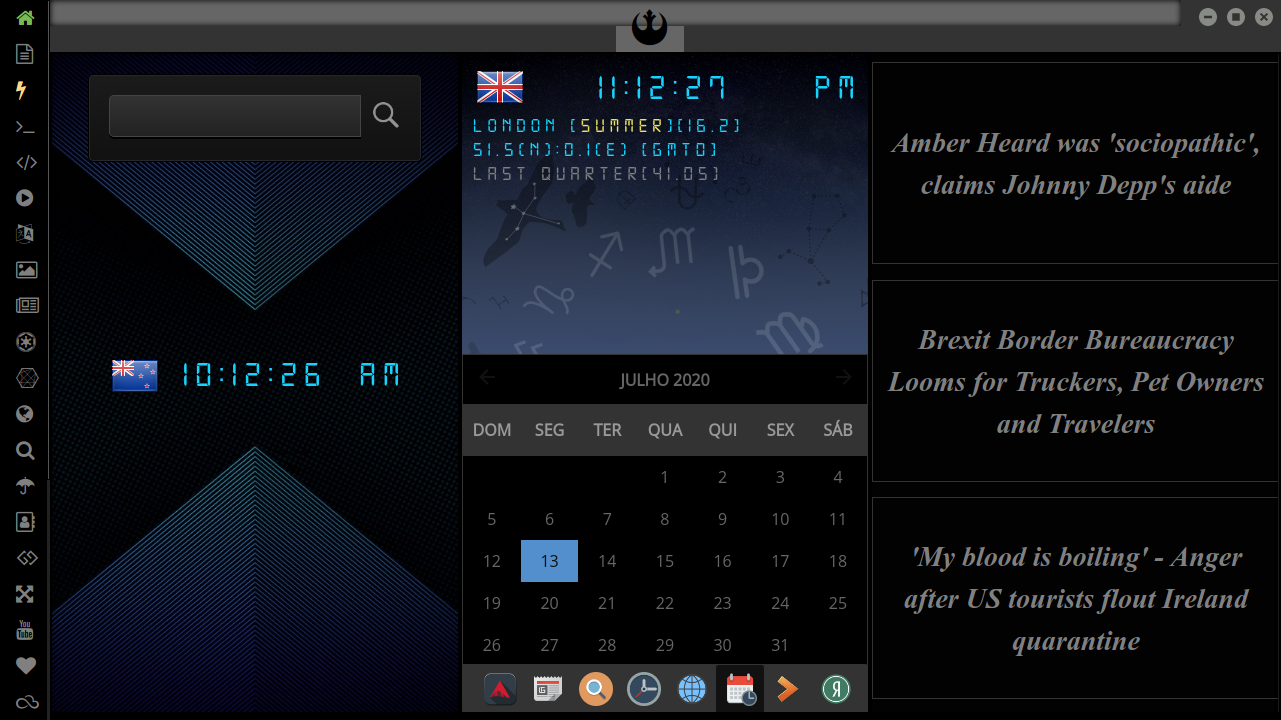 10:12:26 AM
11:12:27 PM
LONDON (SUMMER)(16.2)
51.5(N):0.1(E) (GMT0)
LAST QUARTER(41.05)
JULHO 2020
DOM SEG TER QUA QUI SEX SÁB
1 2 3 4
5 6 7 8 9 10 11
12 13 14 15 16 17 18
19 20 21 22 23 24 25
26 27 28 29 30 31
Amber Heard was 'sociopathic',
claims Johnny Depp's aide
Brexit Border Bureaucracy
Looms for Truckers, Pet Owners
and Travelers
'My blood is boiling' - Anger
after US tourists flout Ireland
quarantine
You
Tube
Я